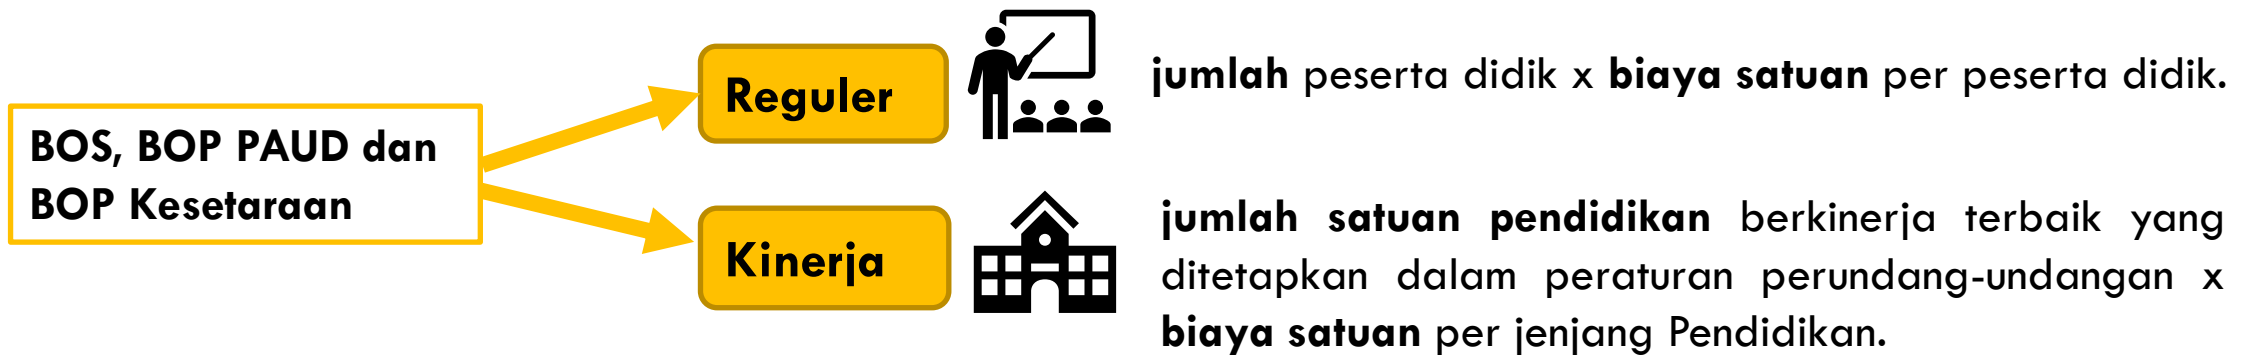 BOS, BOP PAUD dan
BOP Kesetaraan
Reguler
jumlah peserta didik x biaya satuan per peserta didik.
Kinerja
jumlah satuan pendidikan berkinerja terbaik yang
ditetapkan dalam peraturan perundang-undangan x
biaya satuan per jenjang Pendidikan.